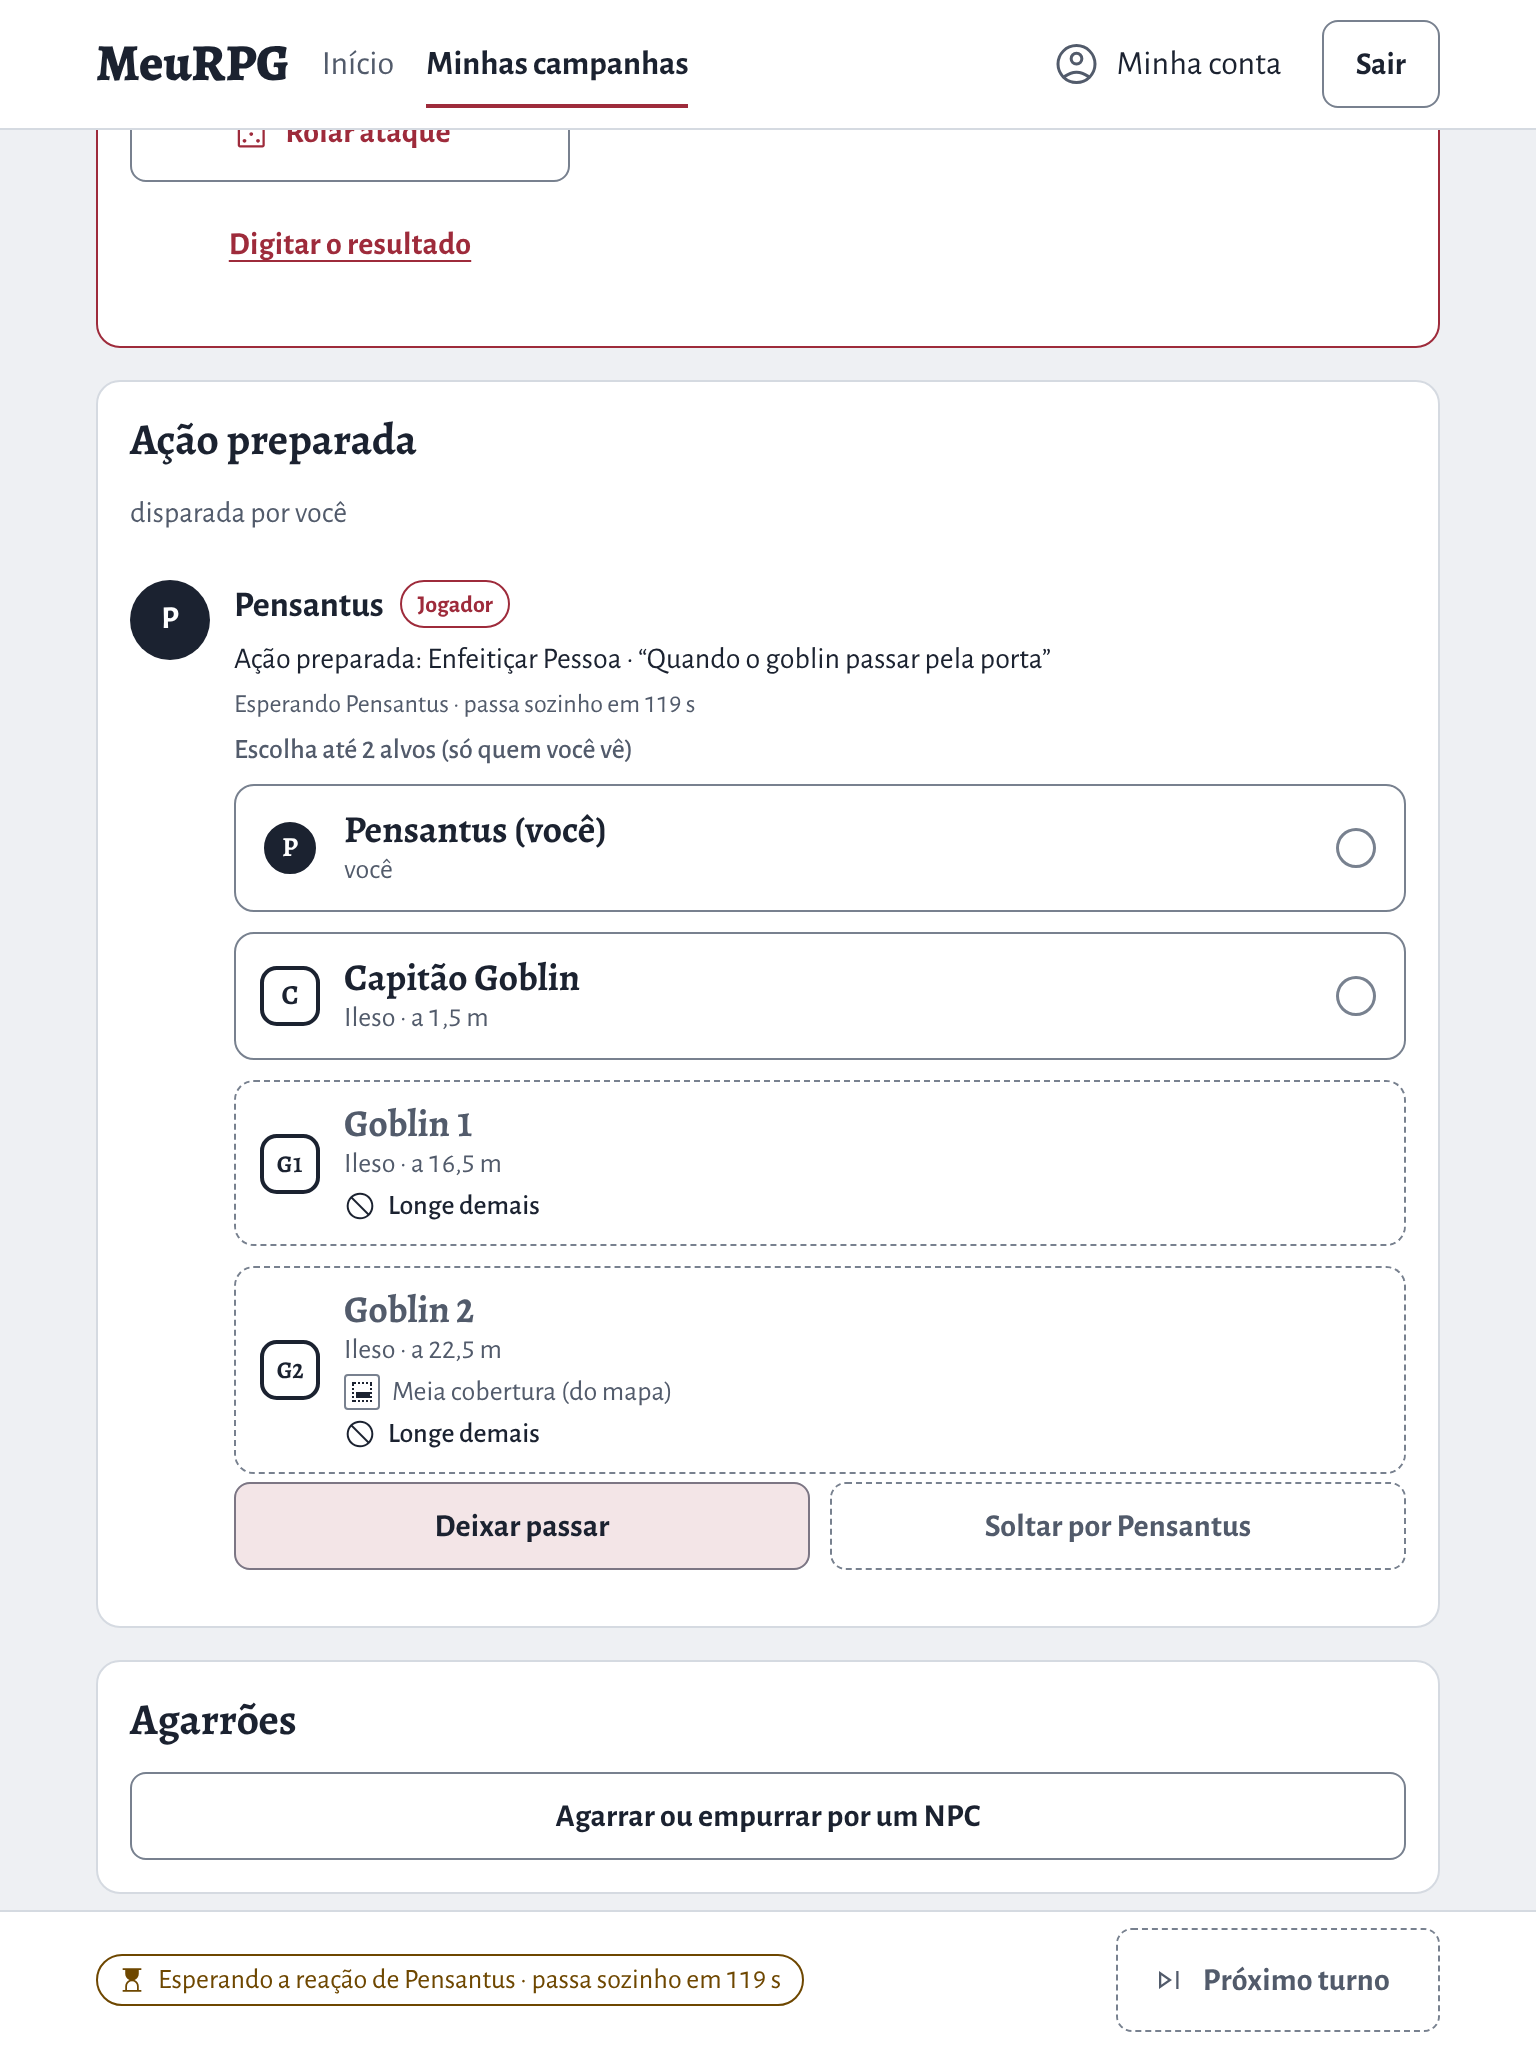 MeuRPG Início Minhas campanhas Minha conta Sair
Rolar ataque
Digitar o resultado
Ação preparada
disparada por você
P Pensantus Jogador
Ação preparada: Enfeitiçar Pessoa · “Quando o goblin passar pela porta”
Esperando Pensantus · passa sozinho em 119 s
Escolha até 2 alvos (só quem você vê)
P Pensantus (você)
você
C Capitão Goblin
Ileso · a 1,5 m
G1 Goblin 1
Ileso · a 16,5 m
Longe demais
G2 Goblin 2
Ileso · a 22,5 m
Meia cobertura (do mapa)
Longe demais
Deixar passar Soltar por Pensantus
Agarrões
Agarrar ou empurrar por um NPC
Esperando a reação de Pensantus · passa sozinho em 119 s Próximo turno